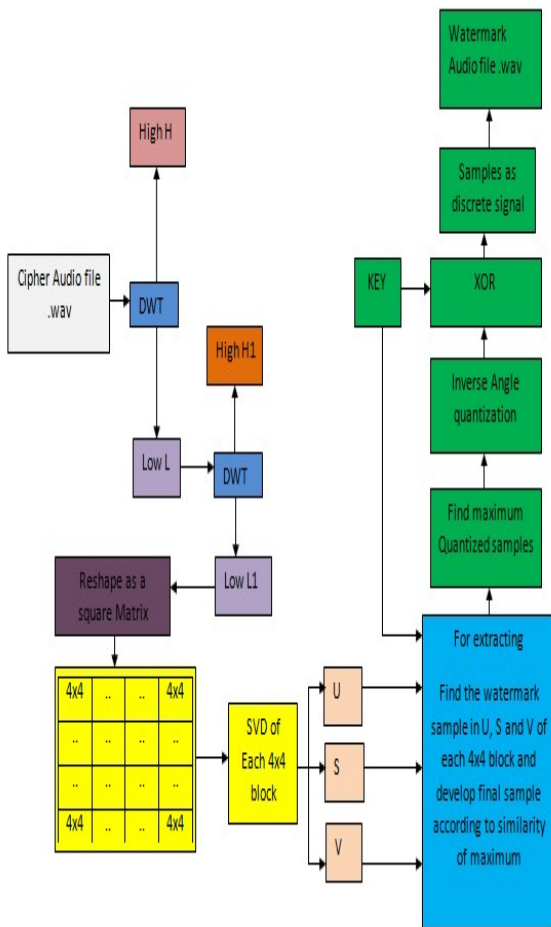 Watermark
Audio file .wav
High H
Samples as
discrete signal
Cipher Audio file
.wav
DWT
KEY
XOR
High H1
Inverse Angle
quantization
Low L
DWT
Find maximum
Quantized samples
Reshape as a
square Matrix
Low L1
For extracting
Find the watermark
sample in U, S and V of
each 4x4 block and
develop final sample
according to similarity
of maximum
4x4 .. .. 4x4
.. .. .. ..
.. .. .. ..
4x4 .. .. 4x4
SVD of
Each 4x4
block
U
S
V